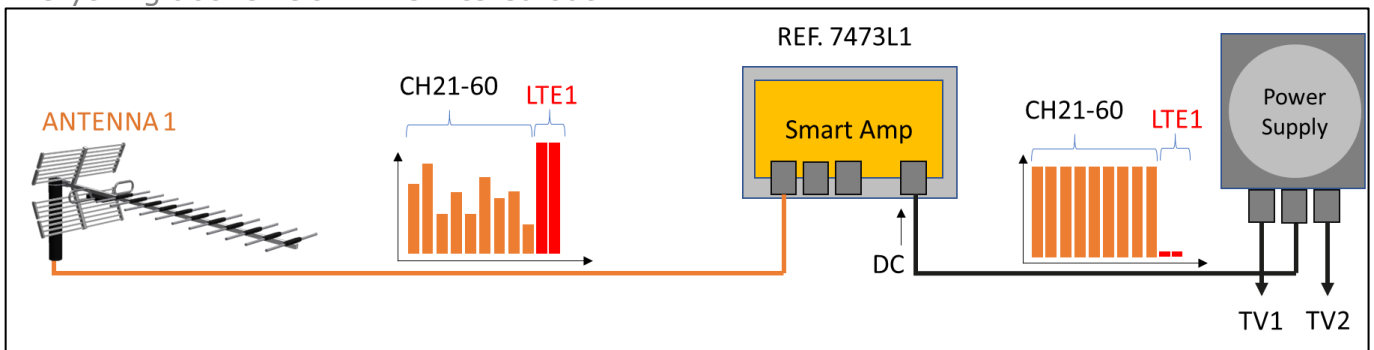 REF. 7473L1
CH21-60
LTE1
ANTENNA 1
Smart Amp
CH21-60
LTE1
Power
Supply
DC
TV1
TV2